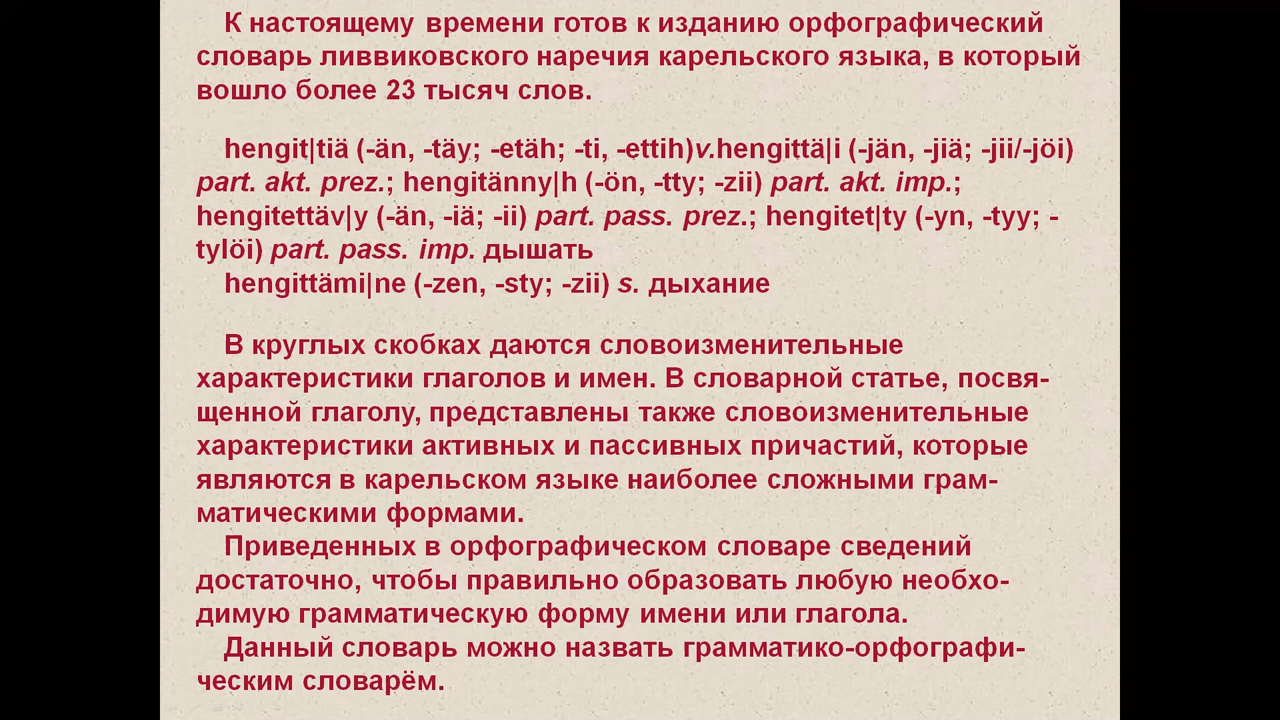 К настоящему времени готов к изданию орфографический
словарь ливвиковского наречия карельского языка, в который
вошло более 23 тысяч слов.
hengit|tiä (-än, -täy; -etäh; -ti, -ettih)v.hengittä|i (-jän, -jiä; -jii/-jöi)
part. akt. prez.; hengitänny|h (-ön, -tty; -zii) part. akt. imp.;
hengitettäv|y (-än, -iä; -ii) part. pass. prez.; hengitet|ty (-yn, -tyy; -
tylöi) part. pass. imp. дышать
hengittämi|ne (-zen, -sty; -zii) s. дыхание
В круглых скобках даются словоизменительные
характеристики глаголов и имен. В словарной статье, посвя-
щенной глаголу, представлены также словоизменительные
характеристики активных и пассивных причастий, которые
являются в карельском языке наиболее сложными грам-
матическими формами.
Приведенных в орфографическом словаре сведений
достаточно, чтобы правильно образовать любую необхо-
димую грамматическую форму имени или глагола.
Данный словарь можно назвать грамматико-орфографи-
ческим словарём.